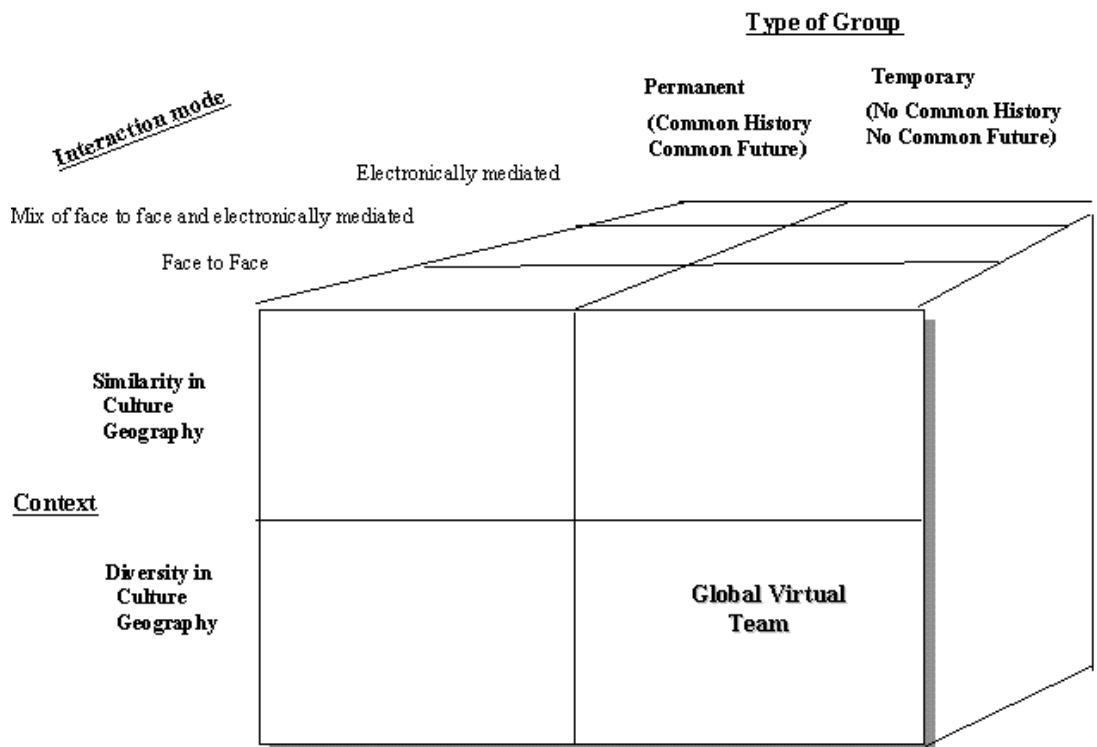 Type of Group
Permanent
(Common History
Common Future)
Temporary
(No Common History
No Common Future)
Interaction mode
Electronically mediated
Mix of face to face and electronically mediated
Face to Face
Similarity in
Culture
Geography
Context
Diversity in
Culture
Geography
Global Virtual
Team